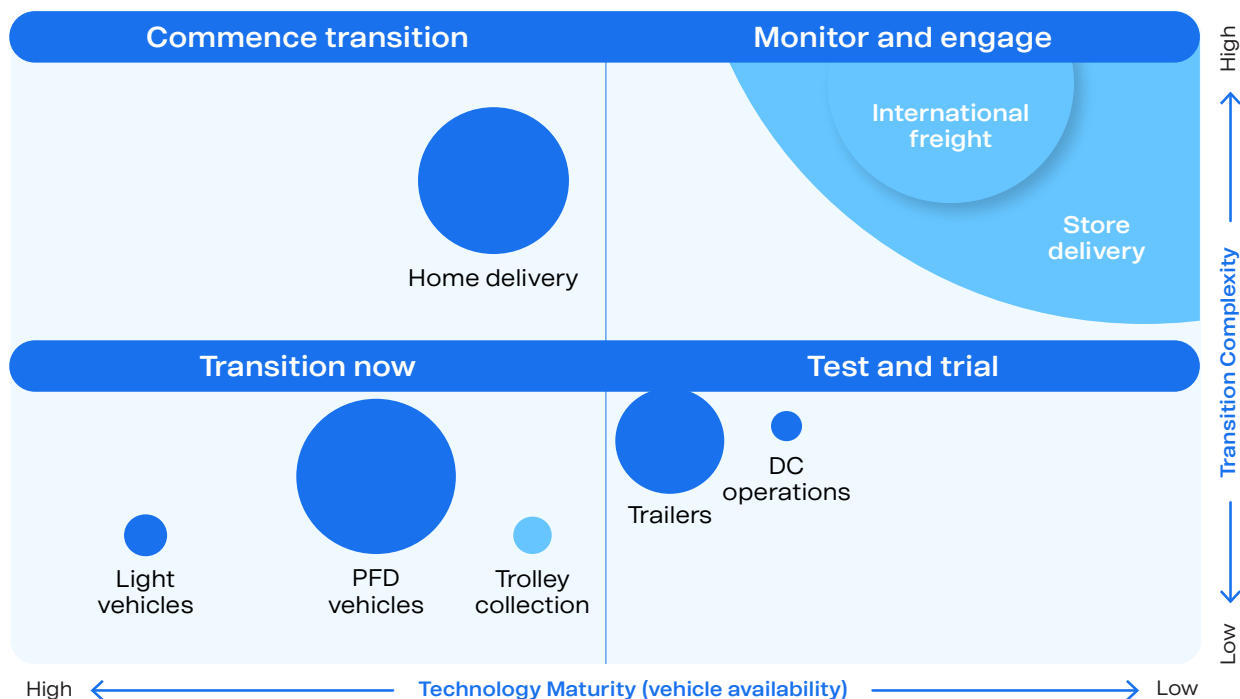 Commence transition
Monitor and engage
High
International
freight
Store
delivery
Home delivery
Transition Complexity
Transition now
Test and trial
DC
operations
Trailers
Light
vehicles
PFD
vehicles
Trolley
collection
Low
High
Technology Maturity (vehicle availability)
Low